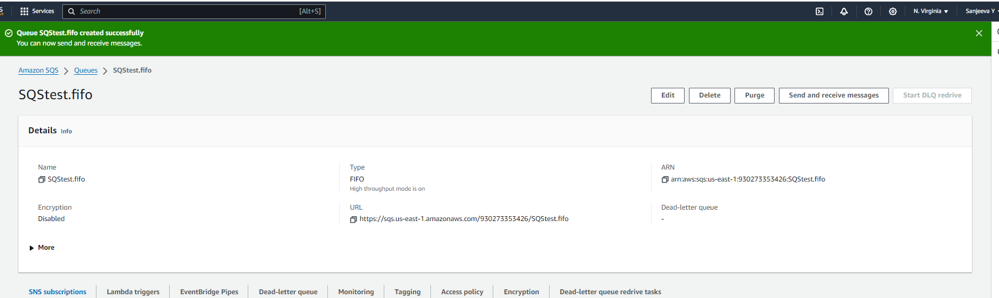 Services
Search [Alt+S]
N. Virginia
Sanjeeva Y
Queue SQStest.fifo created successfully
You can now send and receive messages.
Amazon SQS
Queues
SQStest.fifo
SQStest.fifo
Edit
Delete
Purge
Send and receive messages
Start DLQ redrive
Details Info
Name
SQStest.fifo
Type
FIFO
High throughput mode is on
ARN
arn:aws:sqs:us-east-1:930273353426:SQStest.fifo
Encryption
Disabled
URL
https://sqs.us-east-1.amazonaws.com/930273353426/SQStest.fifo
Dead-letter queue
-
More
SNS subscriptions
Lambda triggers
EventBridge Pipes
Dead-letter queue
Monitoring
Tagging
Access policy
Encryption
Dead-letter queue redrive tasks